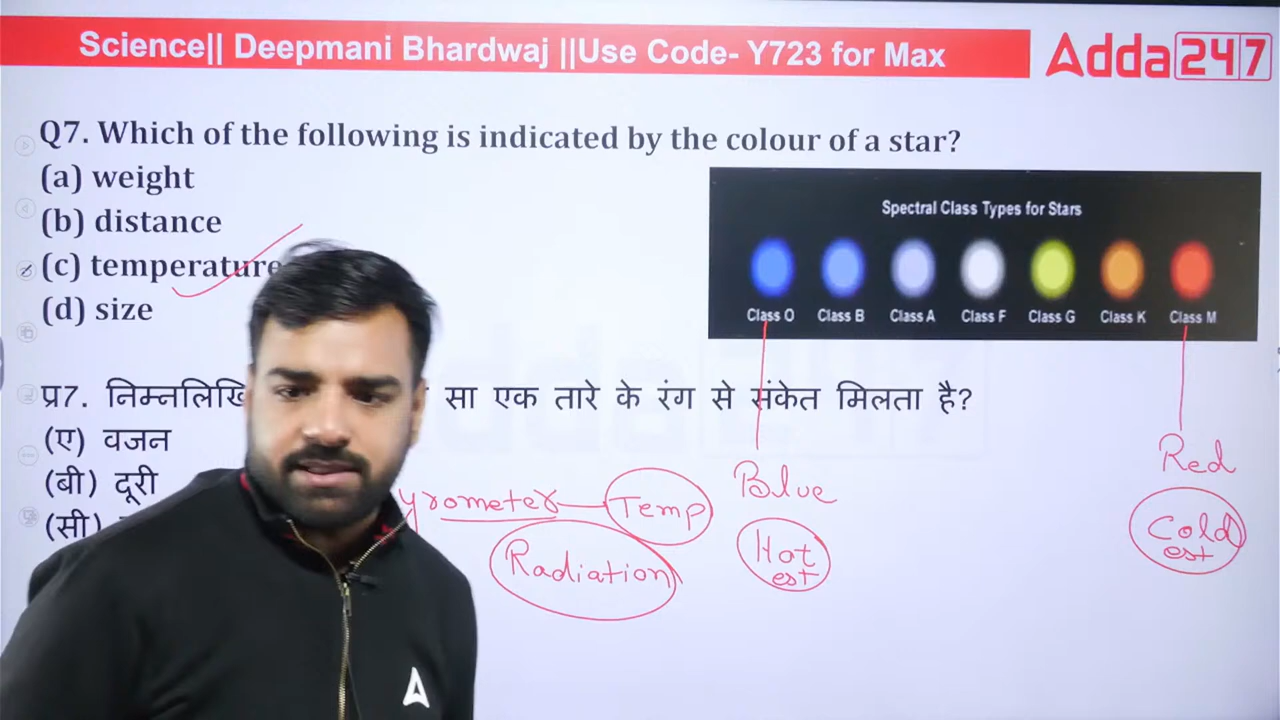 Science|| Deepmani Bhardwaj ||Use Code- Y723 for Max
Adda247
Q7. Which of the following is indicated by the colour of a star?
(a) weight
(b) distance
(c) temperature
(d) size
Spectral Class Types for Stars
Class O Class B Class A Class F Class G Class K Class M
प्र7. निम्नलिखि सा एक तारे के रंग से संकेत मिलता है?
(ए) वजन
(बी) दूरी
(सी)
yrometer Temp
Radiation
Blue
Hot
est
Red
Cold
est